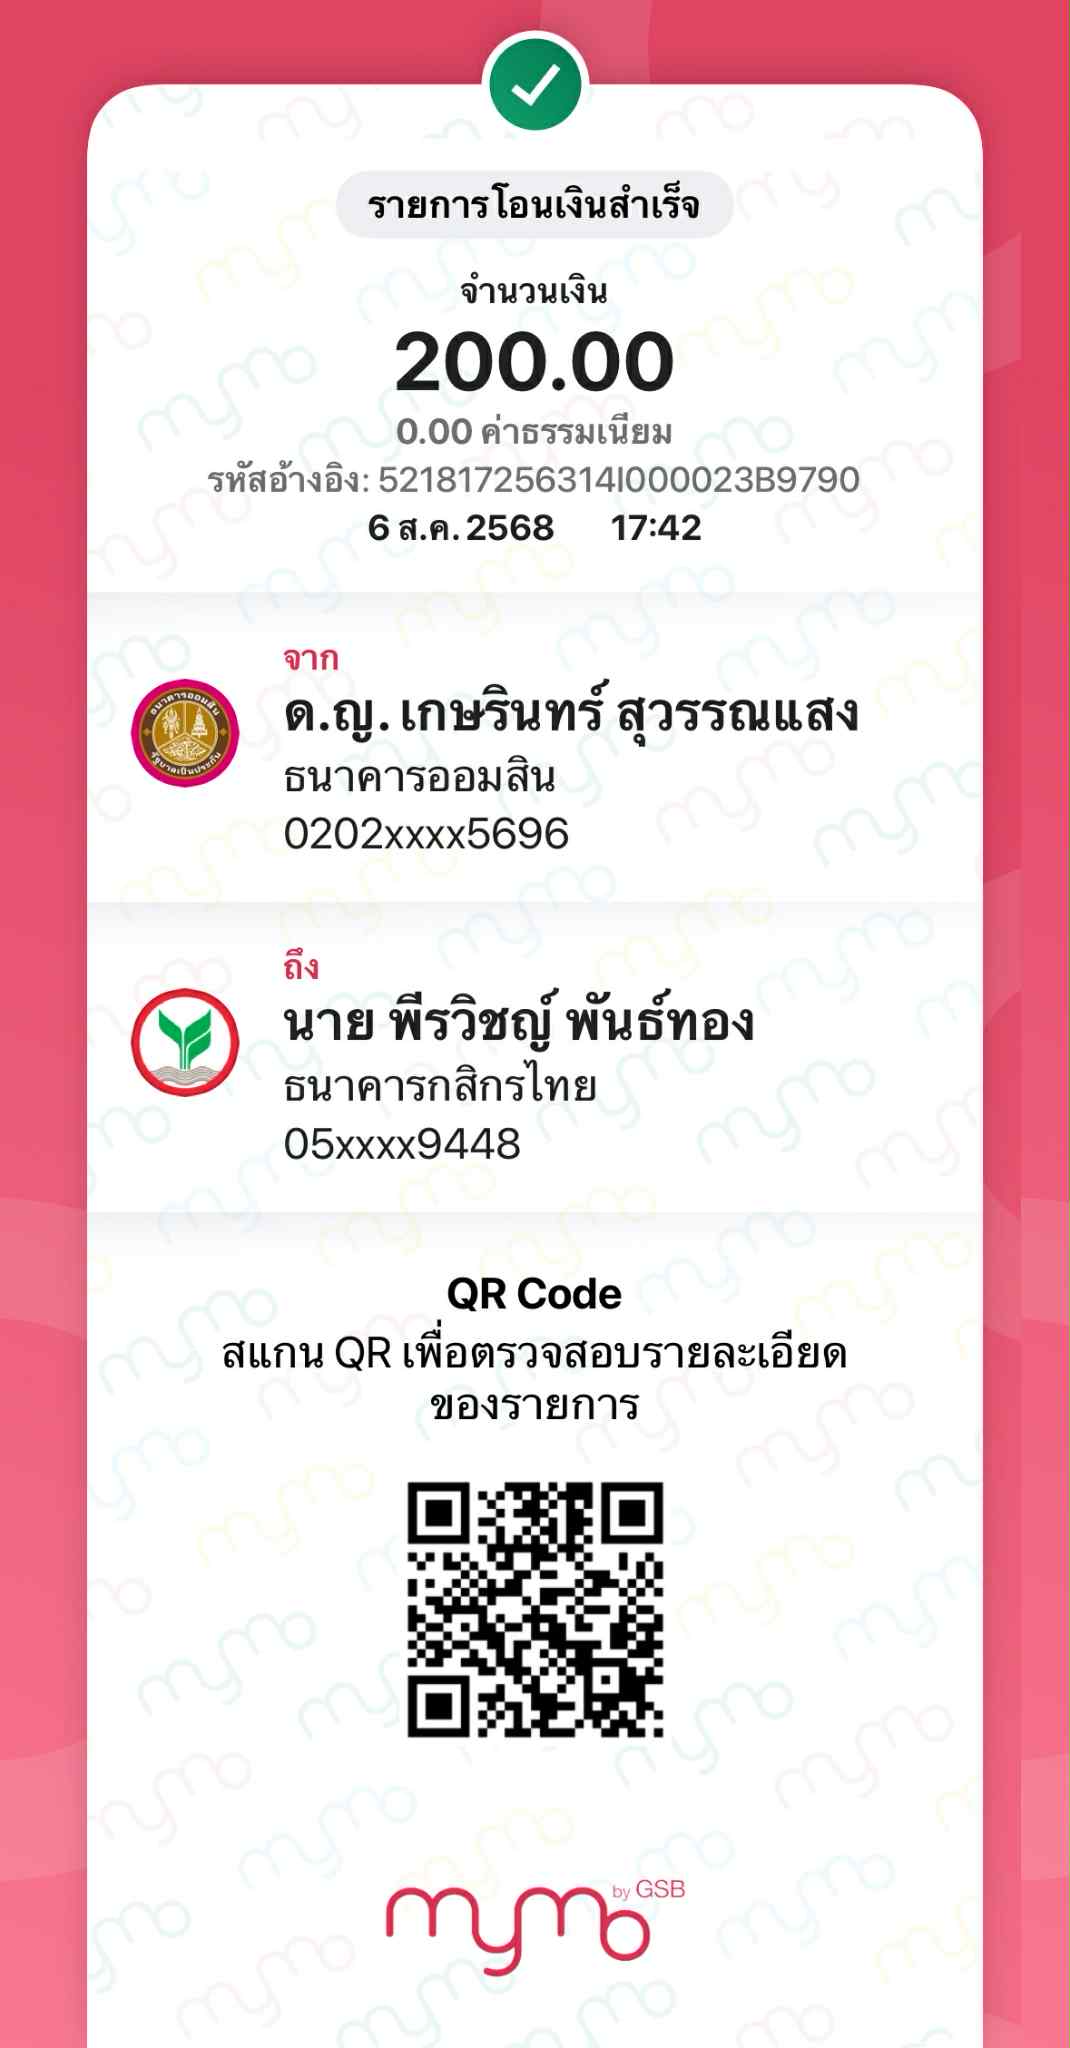 รายการโอนเงินสำเร็จ
จำนวนเงิน
200.00
0.00 ค่าธรรมเนียม
รหัสอ้างอิง: 521817256314I000023B9790
6 ส.ค. 2568 17:42
จาก
ด.ญ. เกษรินทร์ สุวรรณแสง
ธนาคารออมสิน
0202xxxx5696
ถึง
นาย พีรวิชญ์ พันธ์ทอง
ธนาคารกสิกรไทย
05xxxx9448
QR Code
สแกน QR เพื่อตรวจสอบรายละเอียด
ของรายการ
mymo by GSB